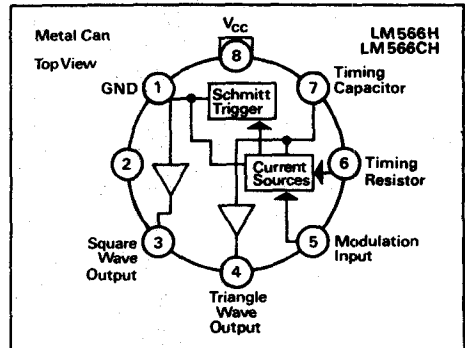 Metal Can
Top View
LM566H
LM566CH
VCC
8
GND
1
Schmitt
Trigger
7
Timing
Capacitor
2
Current
Sources
6
Timing
Resistor
3
Square
Wave
Output
5
Modulation
Input
4
Triangle
Wave
Output